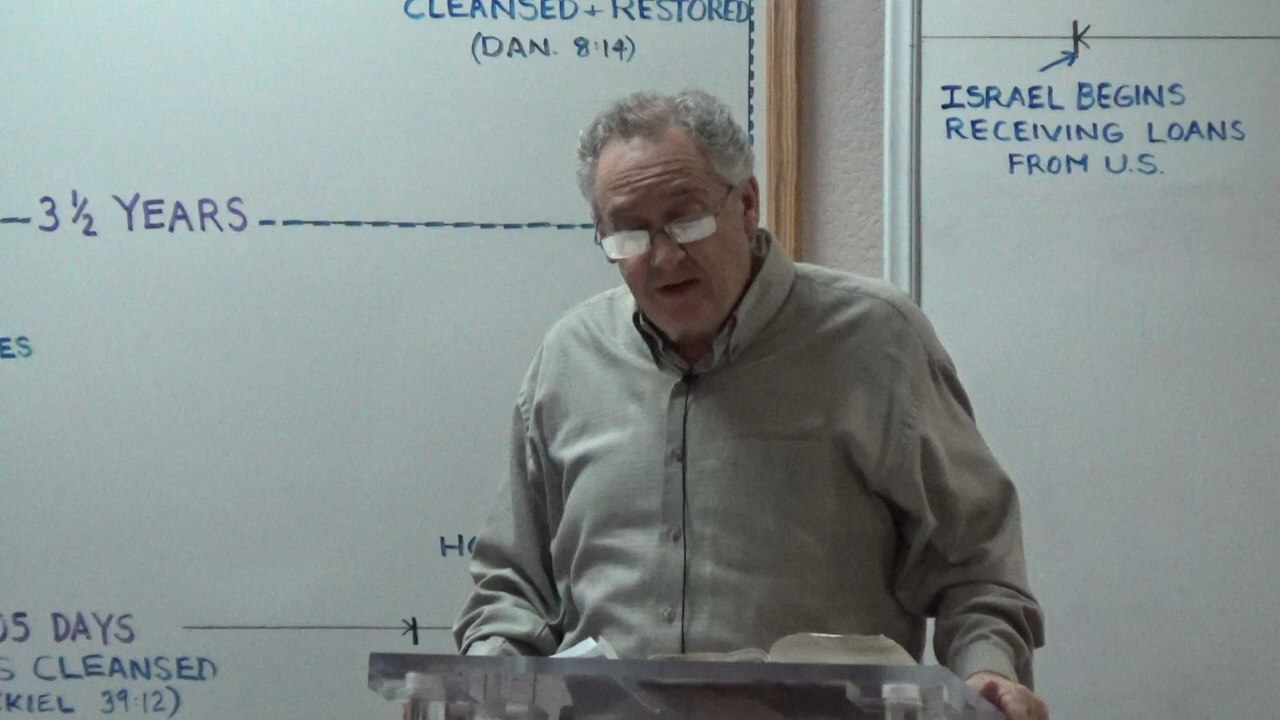 CLEANSED + RESTORED
(DAN. 8:14)
3 ½ YEARS
ES
HO
05 DAYS
S CLEANSED
KIEL 39:12)
ISRAEL BEGINS
RECEIVING LOANS
FROM U.S.